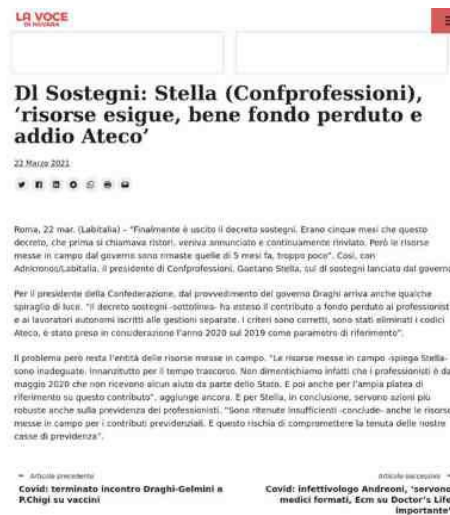 LA VOCE
DI NOVARA
Dl Sostegni: Stella (Confprofessioni),
‘risorse esigue, bene fondo perduto e
addio Ateco’
22 Marzo 2021
Roma, 22 mar. (Labitalia) – “Finalmente è uscito il decreto sostegni. Erano cinque mesi che questo
decreto, che prima si chiamava ristori, veniva annunciato e continuamente rinviato. Però le risorse
messe in campo dal governo sono rimaste quelle di 5 mesi fa, troppo poco”. Così, con
Adnkronos/Labitalia, il presidente di Confprofessioni, Gaetano Stella, sul dl sostegni lanciato dal governo
Per il presidente della Confederazione, dal provvedimento del governo Draghi arriva anche qualche
spiraglio di luce. “Il decreto sostegni -sottolinea- ha esteso il contributo a fondo perduto ai professionist
e ai lavoratori autonomi iscritti alle gestioni separate. I criteri sono corretti, sono stati eliminati i codici
Ateco, è stato preso in considerazione l’anno 2020 sul 2019 come parametro di riferimento”.
Il problema però resta l’entità delle risorse messe in campo. “Le risorse messe in campo -spiega Stella-
sono inadeguate. Innanzitutto per il tempo trascorso. Non dimentichiamo infatti che i professionisti è da
maggio 2020 che non ricevono alcun aiuto da parte dello Stato. E poi anche per l’ampia platea di
riferimento su questo contributo”, aggiunge ancora. E per Stella, in conclusione, servono azioni più
robuste anche sulla previdenza dei professionisti. “Sono ritenute insufficienti -conclude- anche le risorse
messe in campo per i contributi previdenziali. E questo rischia di compromettere la tenuta delle nostre
casse di previdenza”.
← Articolo precedente
Covid: terminato incontro Draghi-Gelmini a
P.Chigi su vaccini
Articolo successivo →
Covid: infettivologo Andreoni, ‘servono
medici formati, Ecm su Doctor’s Life
importante’